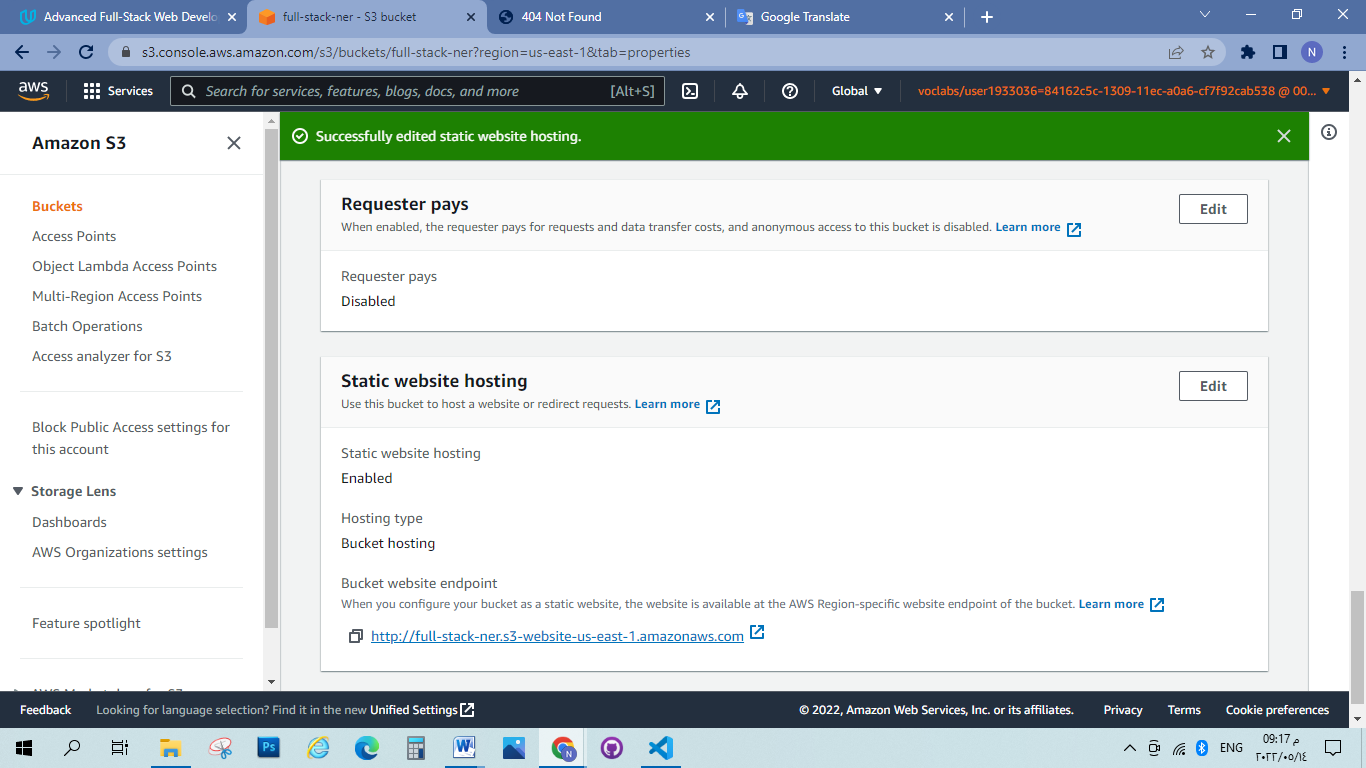 Advanced Full-Stack Web Develo
full-stack-ner - S3 bucket
404 Not Found
Google Translate
s3.console.aws.amazon.com/s3/buckets/full-stack-ner?region=us-east-1&tab=properties
N
aws
Services
Search for services, features, blogs, docs, and more
[Alt+S]
Global
voclabs/user1933036=84162c5c-1309-11ec-a0a6-cf7f92cab538 @ 00...
Amazon S3
Successfully edited static website hosting.
Buckets
Access Points
Object Lambda Access Points
Multi-Region Access Points
Batch Operations
Access analyzer for S3
Block Public Access settings for
this account
Storage Lens
Dashboards
AWS Organizations settings
Feature spotlight
Requester pays
Edit
When enabled, the requester pays for requests and data transfer costs, and anonymous access to this bucket is disabled. Learn more
Requester pays
Disabled
Static website hosting
Edit
Use this bucket to host a website or redirect requests. Learn more
Static website hosting
Enabled
Hosting type
Bucket hosting
Bucket website endpoint
When you configure your bucket as a static website, the website is available at the AWS Region-specific website endpoint of the bucket. Learn more
http://full-stack-ner.s3-website-us-east-1.amazonaws.com
Feedback
Looking for language selection? Find it in the new Unified Settings
© 2022, Amazon Web Services, Inc. or its affiliates.
Privacy
Terms
Cookie preferences
Ps
W
N
ENG
09:17 م
٢٠٢٢/٠٥/١٤